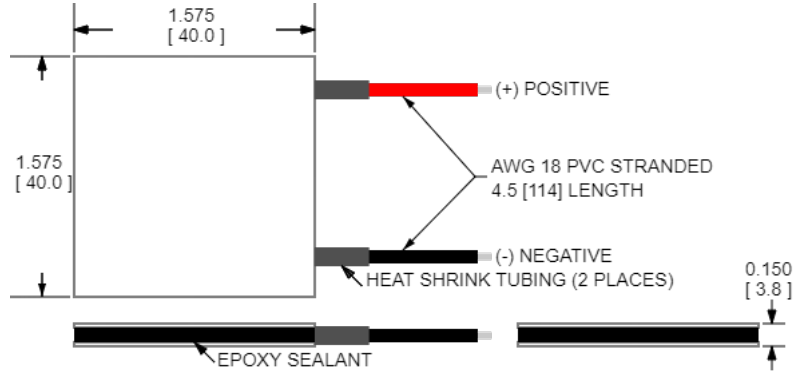 1.575
[ 40.0 ]
(+) POSITIVE
1.575
[ 40.0 ]
AWG 18 PVC STRANDED
4.5 [114] LENGTH
(-) NEGATIVE
HEAT SHRINK TUBING (2 PLACES)
0.150
[ 3.8 ]
EPOXY SEALANT